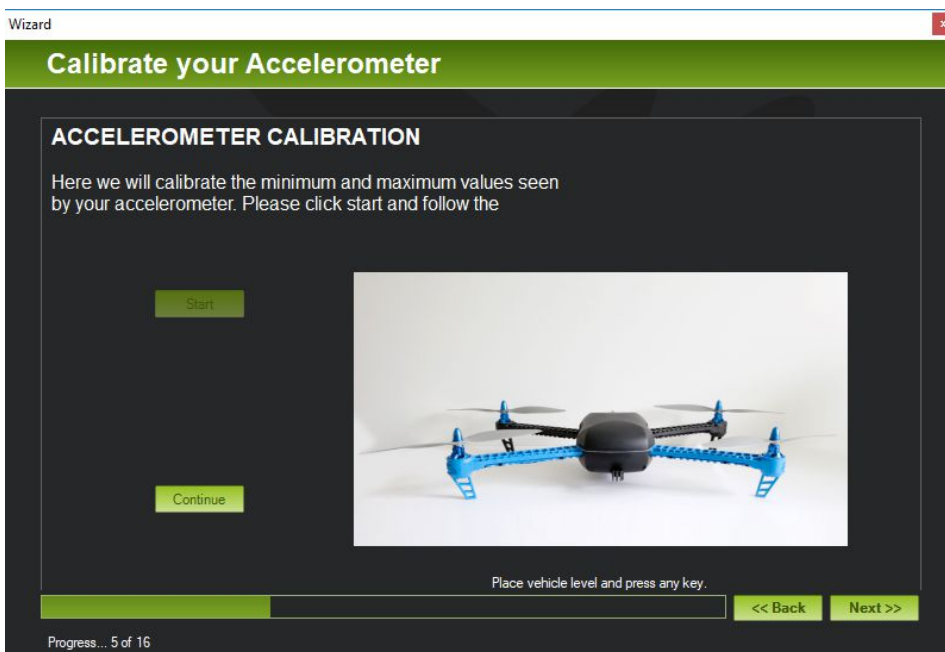 Wizard
x
Calibrate your Accelerometer
ACCELEROMETER CALIBRATION
Here we will calibrate the minimum and maximum values seen
by your accelerometer. Please click start and follow the
Start
Continue
Place vehicle level and press any key.
<< Back Next >>
Progress... 5 of 16